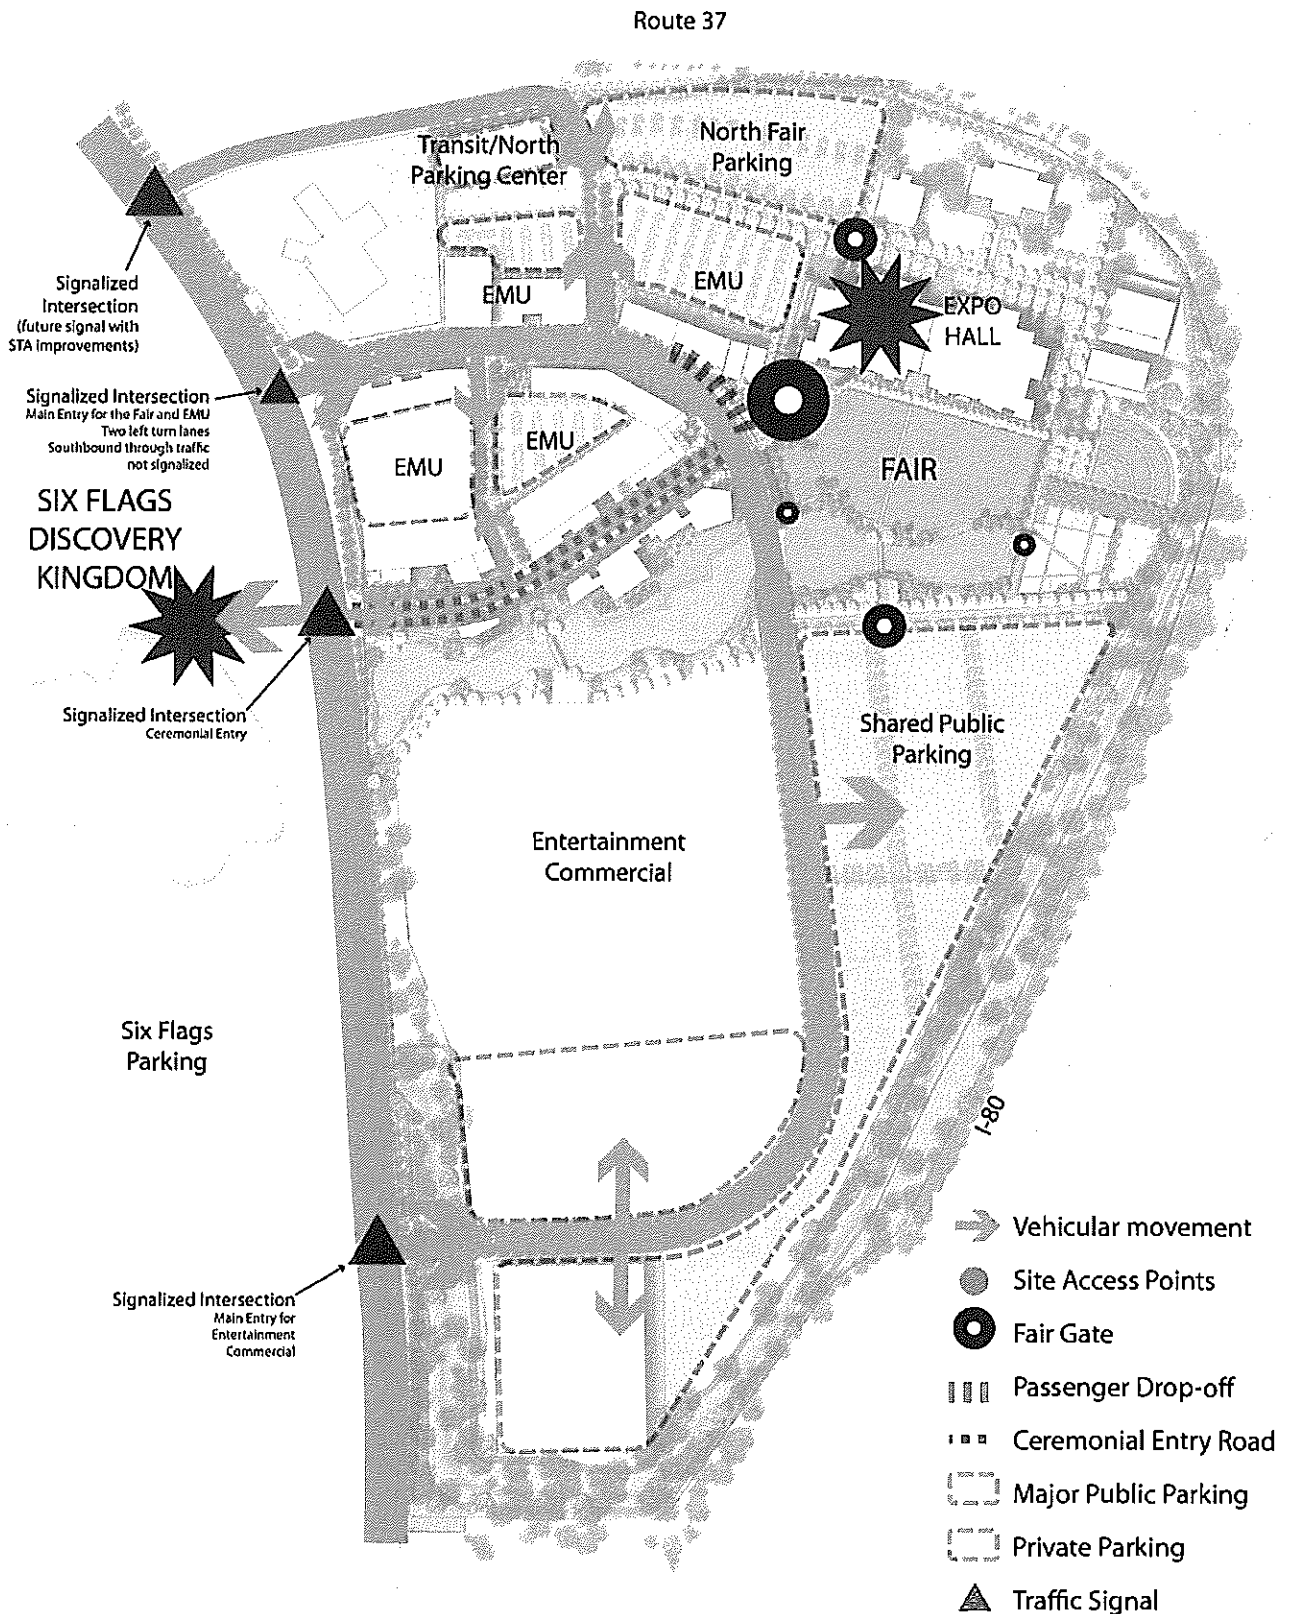 Route 37
North Fair
Parking
Transit/North
Parking Center
Signalized
Intersection
(future signal with
STA improvements)
EMU
EMU
EXPO
HALL
Signalized Intersection
Main Entry for the Fair and EMU
Two left turn lanes
Southbound through traffic
not signalized
EMU
EMU
FAIR
SIX FLAGS
DISCOVERY
KINGDOM
Signalized Intersection
Ceremonial Entry
Shared Public
Parking
Entertainment
Commercial
Six Flags
Parking
I-80
Signalized Intersection
Main Entry for
Entertainment
Commercial
Vehicular movement
Site Access Points
Fair Gate
Passenger Drop-off
Ceremonial Entry Road
Major Public Parking
Private Parking
Traffic Signal